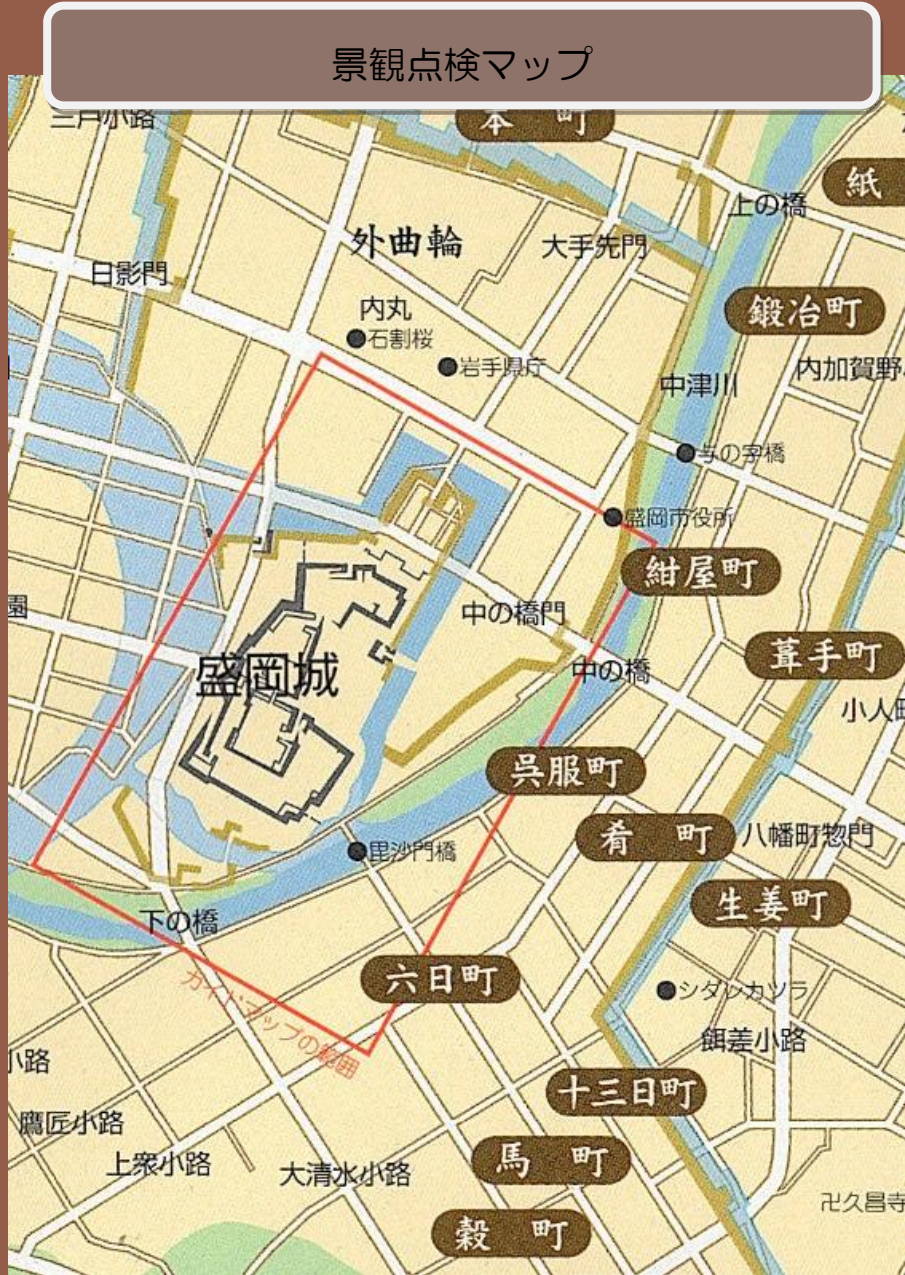 景観点検マップ
三戸小路
本 町
紙
上の橋
外曲輪
大手先門
日影門
内丸
鍛冶町
石割桜
岩手県庁
内加賀野
中津川
与の字橋
盛岡市役所
紺屋町
園
中の橋門
葺手町
中の橋
盛岡城
小人町
呉服町
肴 町
八幡町惣門
毘沙門橋
生姜町
下の橋
六日町
シダレカツラ
ガイドマップの範囲
餌差小路
小路
十三日町
鷹匠小路
上衆小路
大清水小路
馬 町
卍久昌寺
穀 町